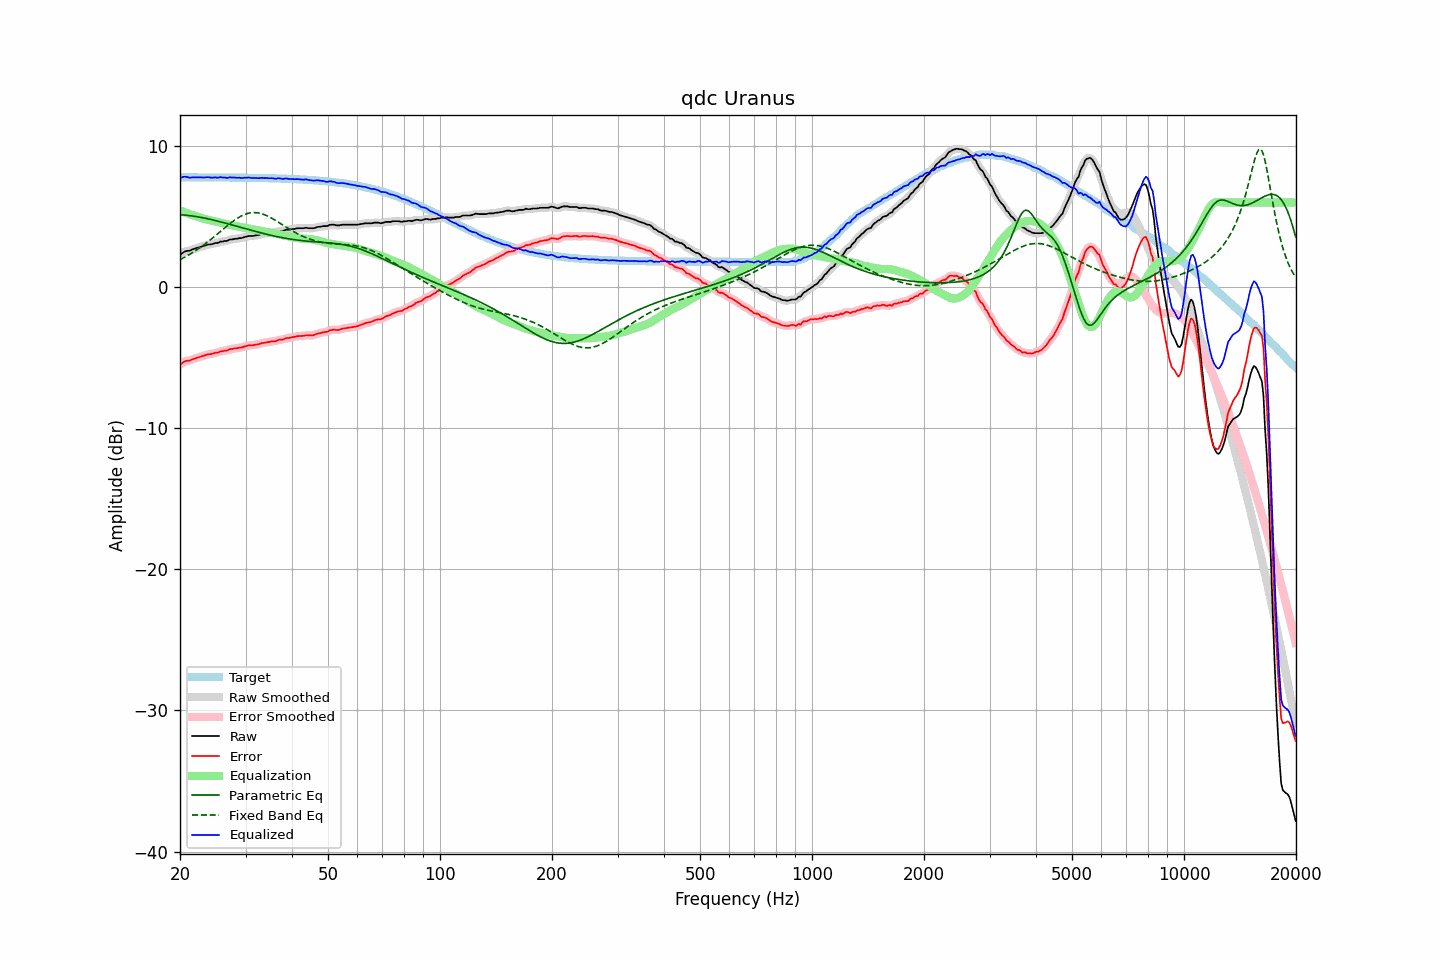 qdc Uranus
10
0
−10
−20
−30
−40
Amplitude (dBr)
20
50
100
200
500
1000
2000
5000
10000
20000
Frequency (Hz)
Target
Raw Smoothed
Error Smoothed
Raw
Error
Equalization
Parametric Eq
Fixed Band Eq
Equalized